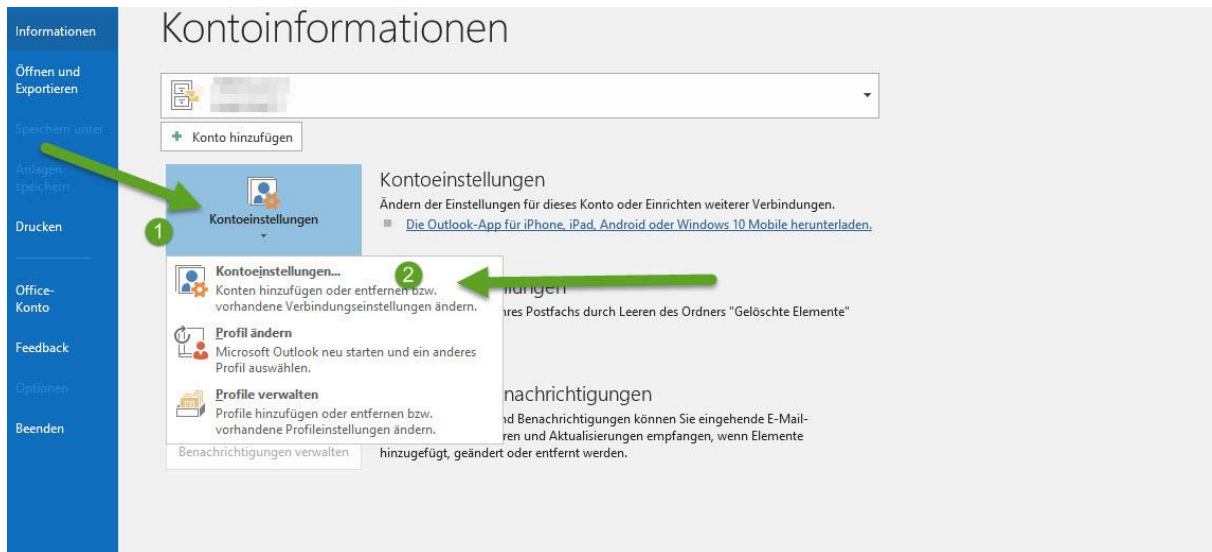 Informationen
Öffnen und
Exportieren
Speichern unter
Anlagen
speichern
Drucken
Office-
Konto
Feedback
Optionen
Beenden
Kontoinformationen
Konto hinzufügen
1
Kontoeinstellungen
Kontoeinstellungen
Ändern der Einstellungen für dieses Konto oder Einrichten weiterer Verbindungen.
Die Outlook-App für iPhone, iPad, Android oder Windows 10 Mobile herunterladen.
Kontoeinstellungen...
2
Konten hinzufügen oder entfernen bzw.
vorhandene Verbindungseinstellungen ändern.
Profil ändern
Microsoft Outlook neu starten und ein anderes
Profil auswählen.
Profile verwalten
Profile hinzufügen oder entfernen bzw.
vorhandene Profileinstellungen ändern.
Benachrichtigungen verwalten
Postfachs durch Leeren des Ordners "Gelöschte Elemente"
nachrichtigungen
Benachrichtigungen können Sie eingehende E-Mail-
und Aktualisierungen empfangen, wenn Elemente
hinzugefügt, geändert oder entfernt werden.